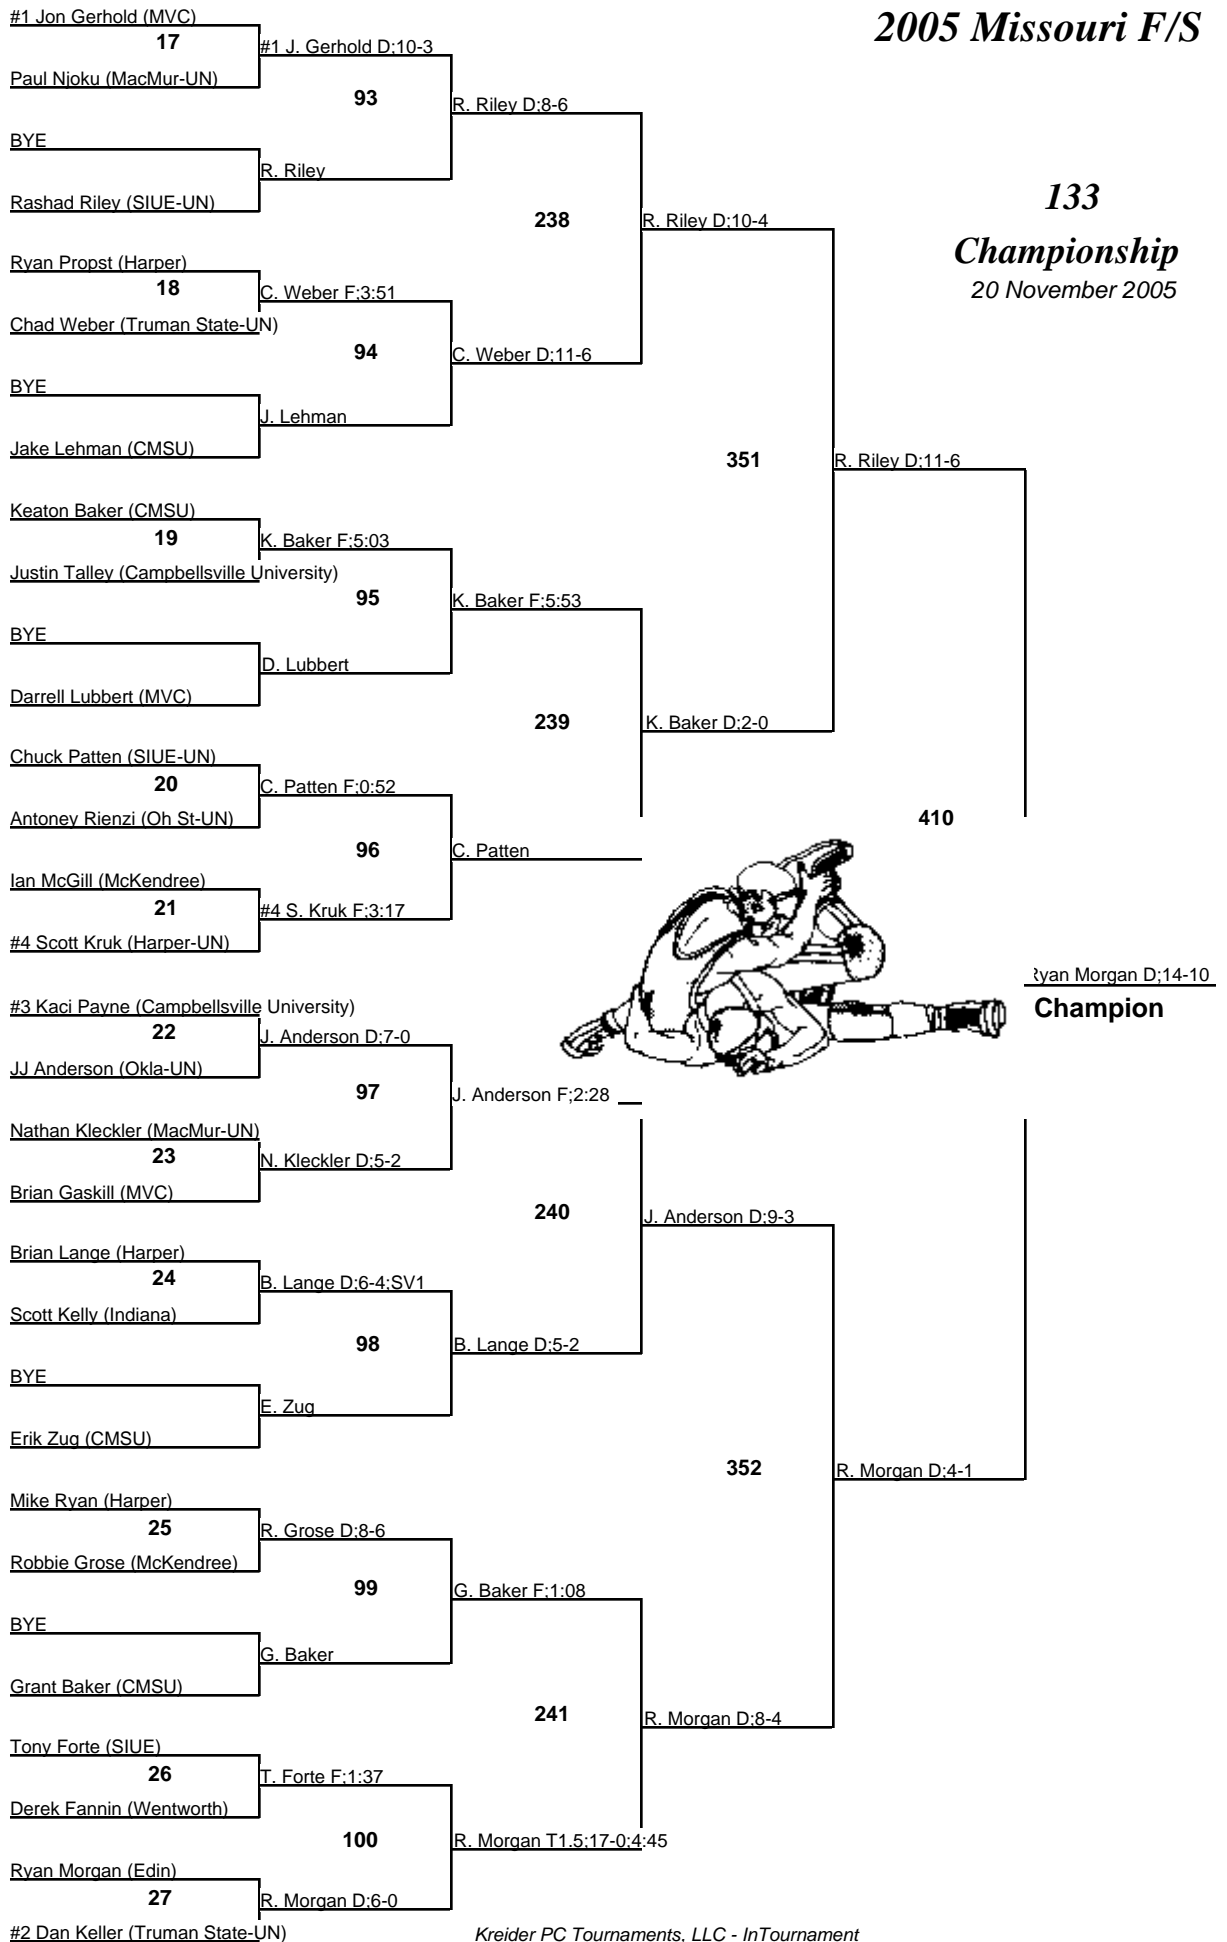 #1 Jon Gerhold (MVC)
2005 Missouri F/S
17
#1 J. Gerhold D;10-3
Paul Njoku (MacMur-UN)
93
R. Riley D;8-6
BYE
R. Riley
Rashad Riley (SIUE-UN)
133
238
R. Riley D;10-4
Championship
Ryan Propst (Harper)
18
C. Weber F;3:51
20 November 2005
Chad Weber (Truman State-UN)
94
C. Weber D;11-6
BYE
J. Lehman
Jake Lehman (CMSU)
351
R. Riley D;11-6
Keaton Baker (CMSU)
19
K. Baker F;5:03
Justin Talley (Campbellsville University)
95
K. Baker F;5:53
BYE
D. Lubbert
Darrell Lubbert (MVC)
239
K. Baker D;2-0
Chuck Patten (SIUE-UN)
20
C. Patten F;0:52
Antoney Rienzi (Oh St-UN)
410
96
C. Patten
Ian McGill (McKendree)
21
#4 S. Kruk F;3:17
#4 Scott Kruk (Harper-UN)
Ryan Morgan D;14-10
Champion
#3 Kaci Payne (Campbellsville University)
22
J. Anderson D;7-0
JJ Anderson (Okla-UN)
97
J. Anderson F;2:28
Nathan Kleckler (MacMur-UN)
23
N. Kleckler D;5-2
Brian Gaskill (MVC)
240
J. Anderson D;9-3
Brian Lange (Harper)
24
B. Lange D;6-4;SV1
Scott Kelly (Indiana)
98
B. Lange D;5-2
BYE
E. Zug
Erik Zug (CMSU)
352
R. Morgan D;4-1
Mike Ryan (Harper)
25
R. Grose D;8-6
Robbie Grose (McKendree)
99
G. Baker F;1:08
BYE
G. Baker
Grant Baker (CMSU)
241
R. Morgan D;8-4
Tony Forte (SIUE)
26
T. Forte F;1:37
Derek Fannin (Wentworth)
100
R. Morgan T1.5;17-0;4:45
Ryan Morgan (Edin)
27
R. Morgan D;6-0
#2 Dan Keller (Truman State-UN)
Kreider PC Tournaments, LLC - InTournament